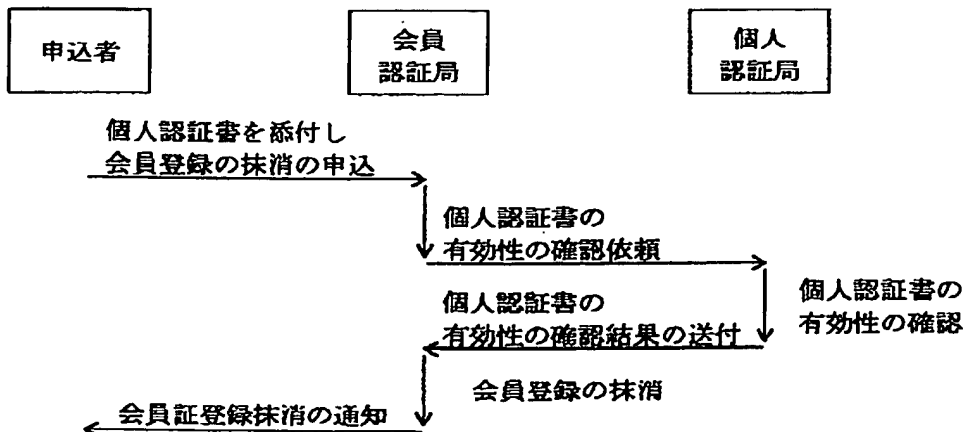 申込者
会員
認証局
個人
認証局
個人認証書を添付し
会員登録の抹消の申込
個人認証書の
有効性の確認依頼
個人認証書の
有効性の確認
個人認証書の
有効性の確認結果の送付
会員登録の抹消
会員証登録抹消の通知